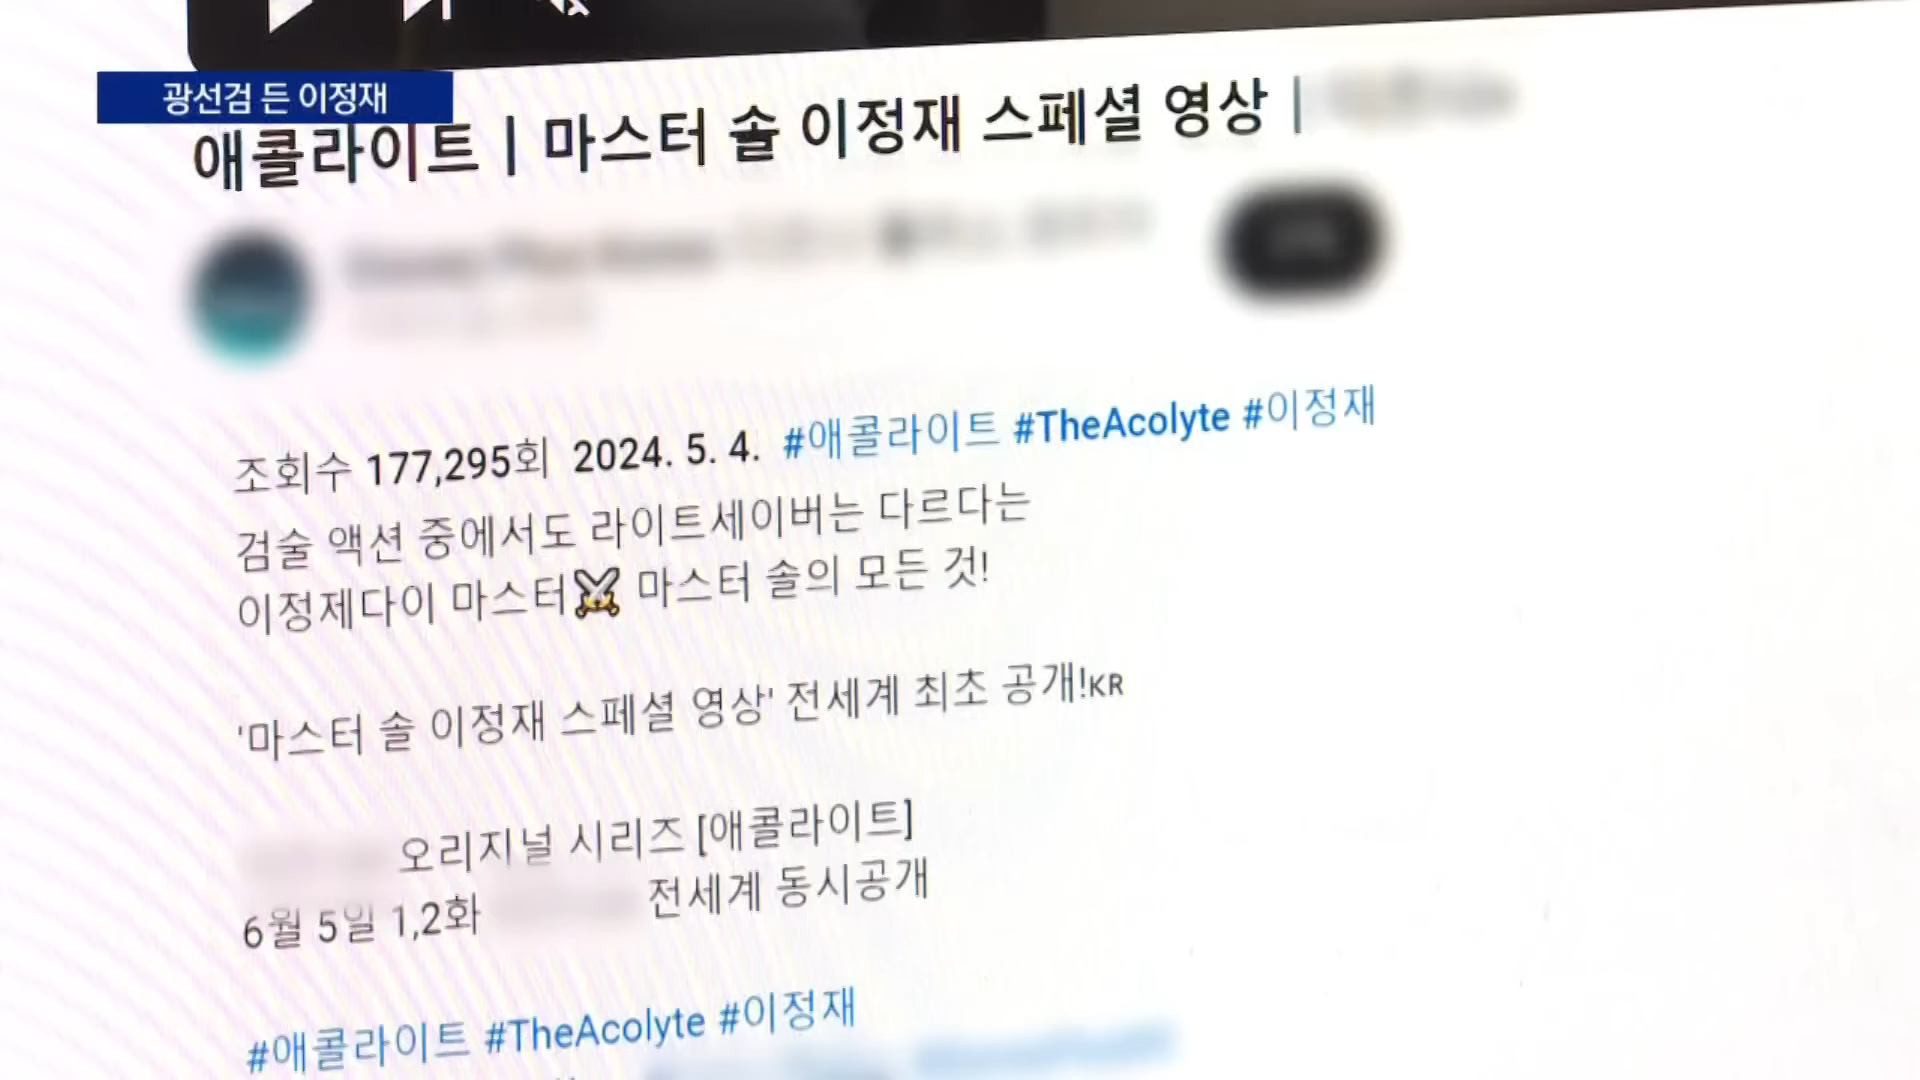 광선검 든 이정재
애콜라이트 | 마스터 솔 이정재 스페셜 영상 |
조회수 177,295회 2024. 5. 4. #애콜라이트 #TheAcolyte #이정재
검술 액션 중에서도 라이트세이버는 다르다는
이정제다이 마스터⚔️ 마스터 솔의 모든 것!
'마스터 솔 이정재 스페셜 영상' 전세계 최초 공개!KR
오리지널 시리즈 [애콜라이트]
6월 5일 1,2화 전세계 동시공개
#애콜라이트 #TheAcolyte #이정재